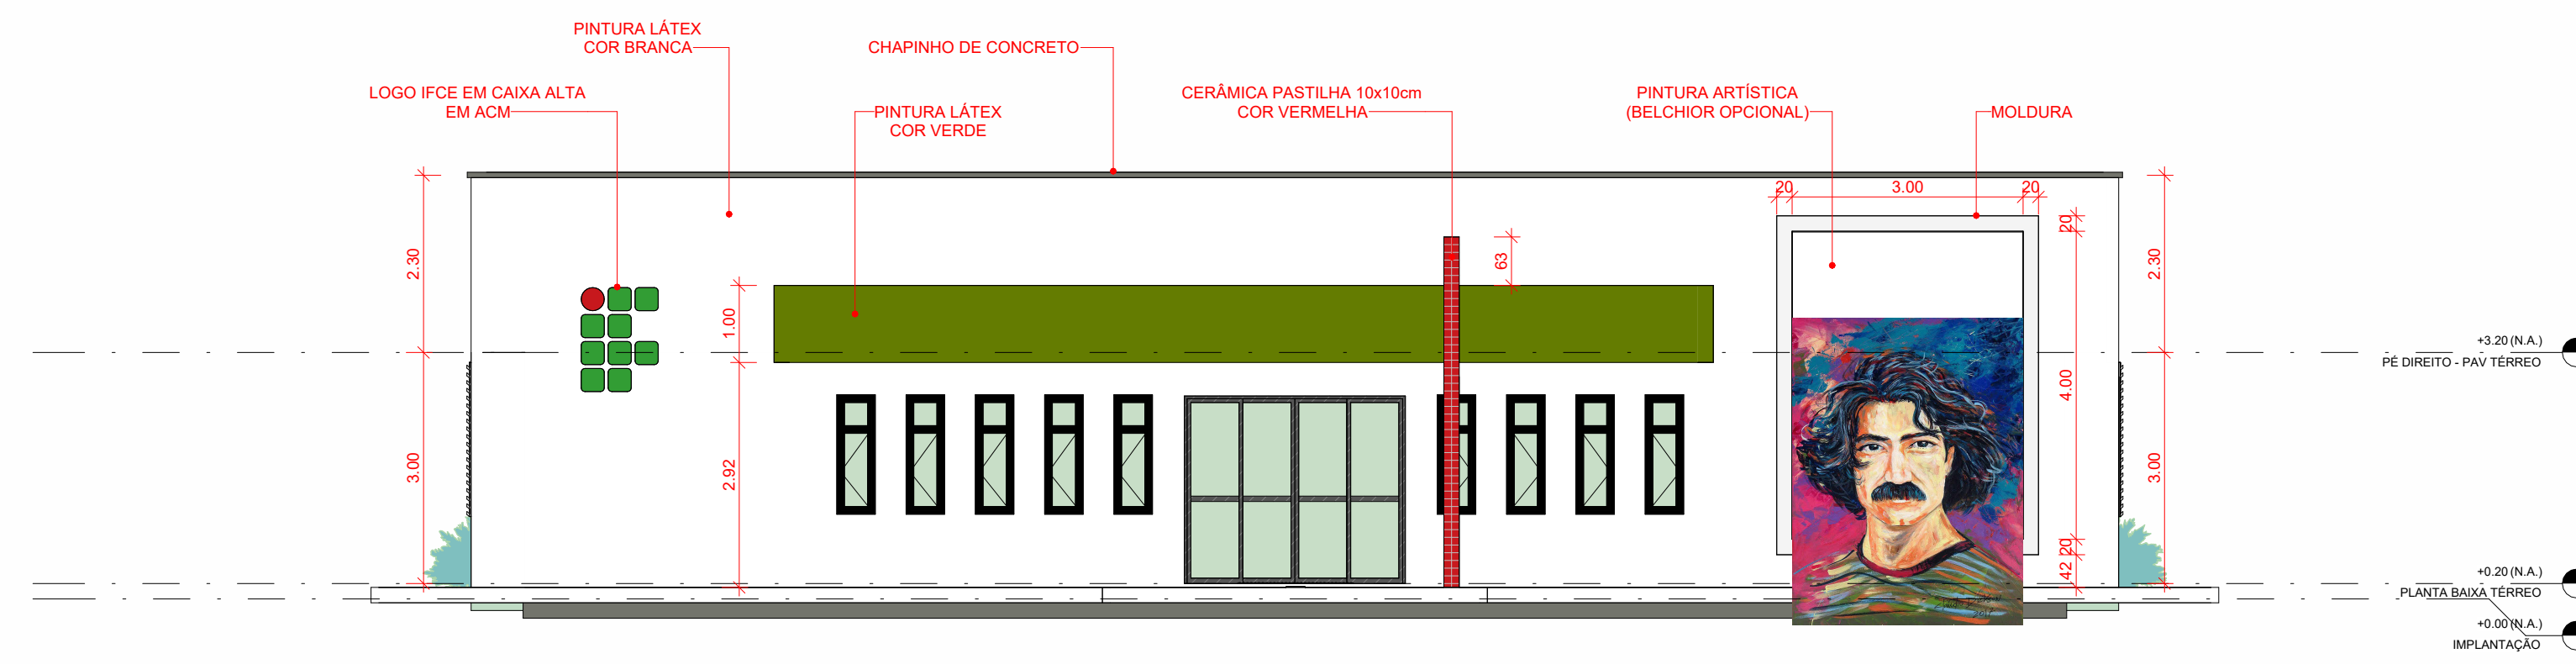 PINTURA LÁTEX
COR BRANCA
CHAPINHO DE CONCRETO
LOGO IFCE EM CAIXA ALTA
EM ACM
PINTURA LÁTEX
COR VERDE
CERÂMICA PASTILHA 10x10cm
COR VERMELHA
PINTURA ARTÍSTICA
(BELCHIOR OPCIONAL)
MOLDURA
20
3.00
20
20
2.30
63
2.30
1.00
+3.20 (N.A.)
PÉ DIREITO - PAV TÉRREO
4.00
3.00
2.92
3.00
20
42
+0.20 (N.A.)
PLANTA BAIXA TÉRREO
+0.00 (N.A.)
IMPLANTAÇÃO